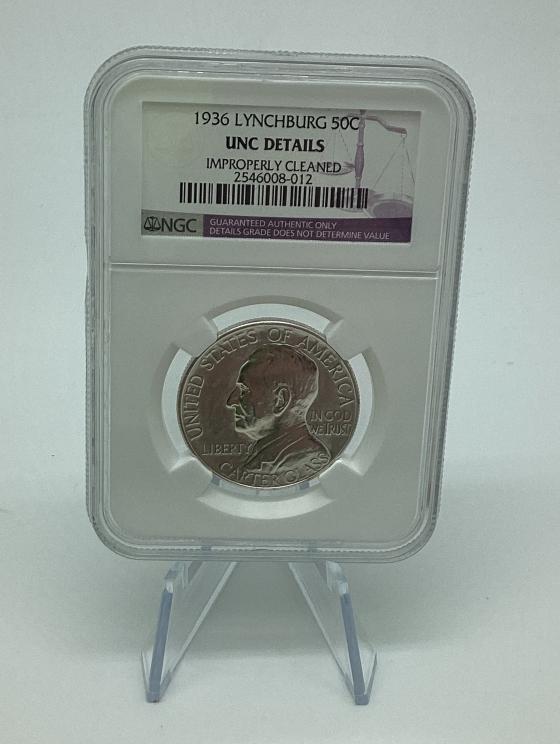 1936 LYNCHBURG 50C
UNC DETAILS
IMPROPERLY CLEANED
2546008-012
NGC
GUARANTEED AUTHENTIC ONLY
DETAILS GRADE DOES NOT DETERMINE VALUE
UNITED STATES OF AMERICA
IN GOD
WE TRUST
LIBERTY
CARTER GLASS